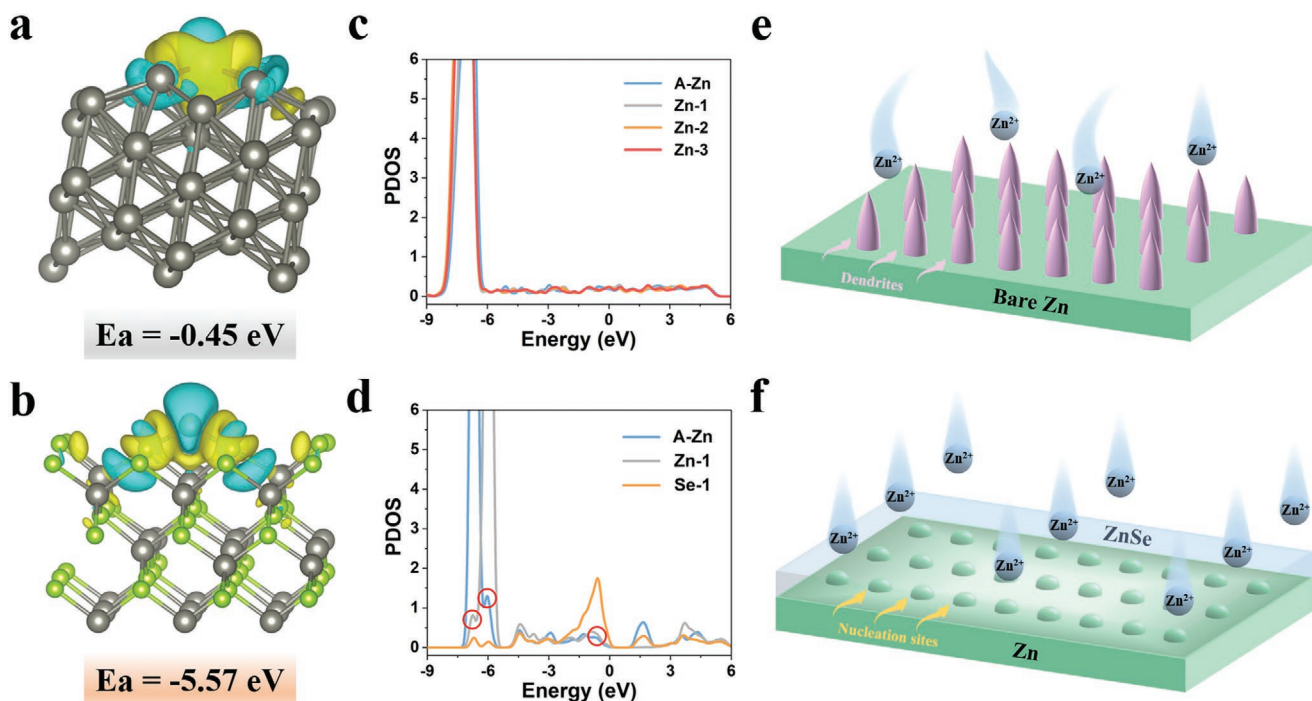 a
Ea = -0.45 eV
b
Ea = -5.57 eV
c
6
5
4
3
2
1
0
PDOS
A-Zn
Zn-1
Zn-2
Zn-3
-9 -6 -3 0 3 6
Energy (eV)
d
6
5
4
3
2
1
0
PDOS
A-Zn
Zn-1
Se-1
-9 -6 -3 0 3 6
Energy (eV)
e
Zn²⁺
Zn²⁺
Zn²⁺
Zn²⁺
Dendrites
Bare Zn
f
Zn²⁺
Zn²⁺
Zn²⁺
Zn²⁺
Zn²⁺
Zn²⁺
ZnSe
Zn²⁺
Zn²⁺
Zn²⁺
Nucleation sites
Zn